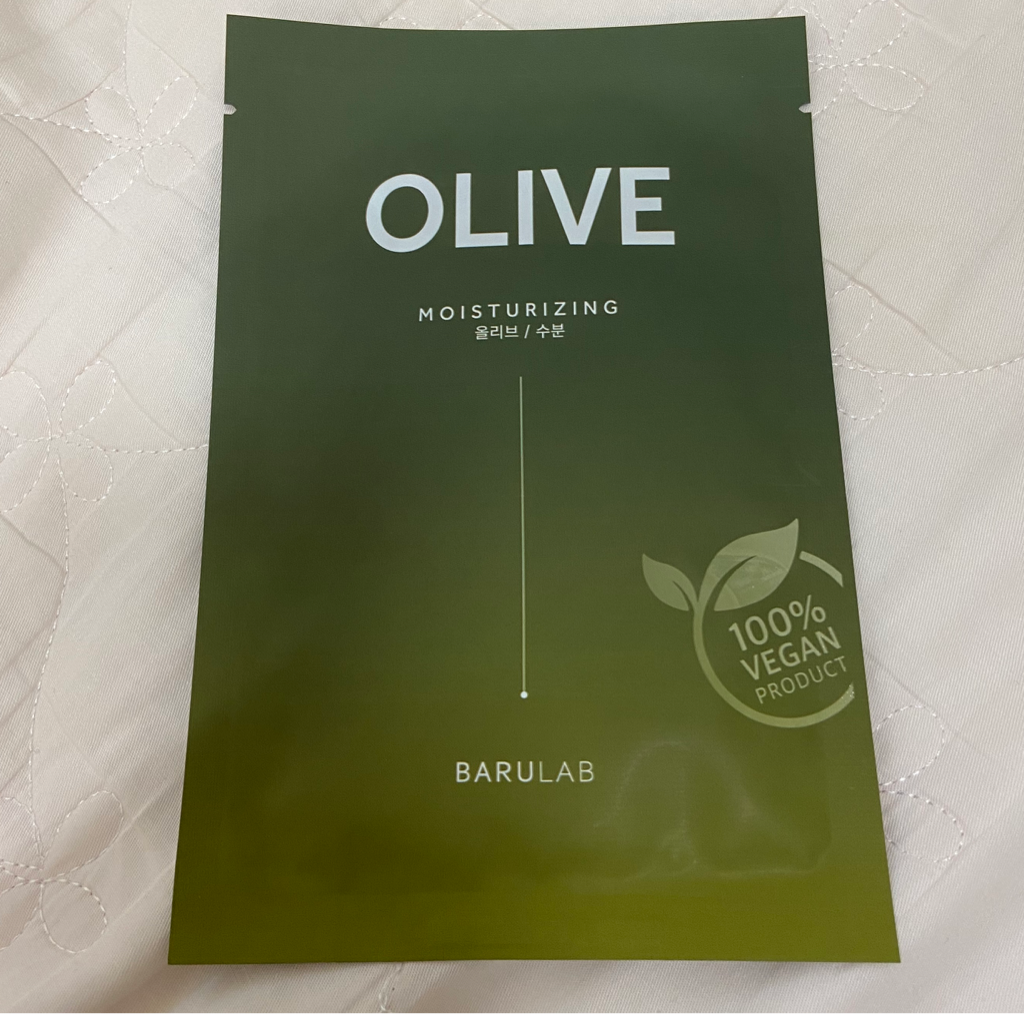 OLIVE
MOISTURIZING
올리브 / 수분
100%
VEGAN
PRODUCT
BARULAB